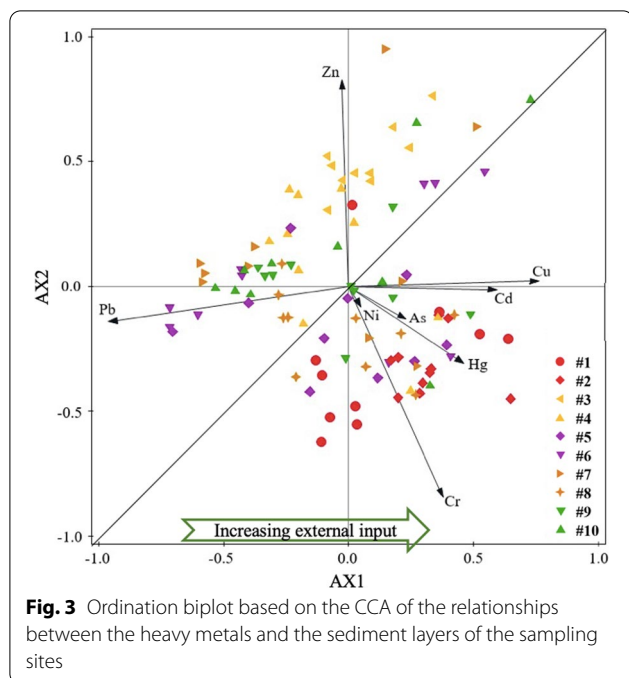 1.0
0.5
0.0
-0.5
-1.0
AX2
Zn
Cu
Cd
Pb
As
Ni
Hg
Cr
#1
#2
#3
#4
#5
#6
#7
#8
#9
#10
Increasing external input
-1.0 -0.5 0.0 0.5 1.0
AX1
Fig. 3 Ordination biplot based on the CCA of the relationships
between the heavy metals and the sediment layers of the sampling
sites